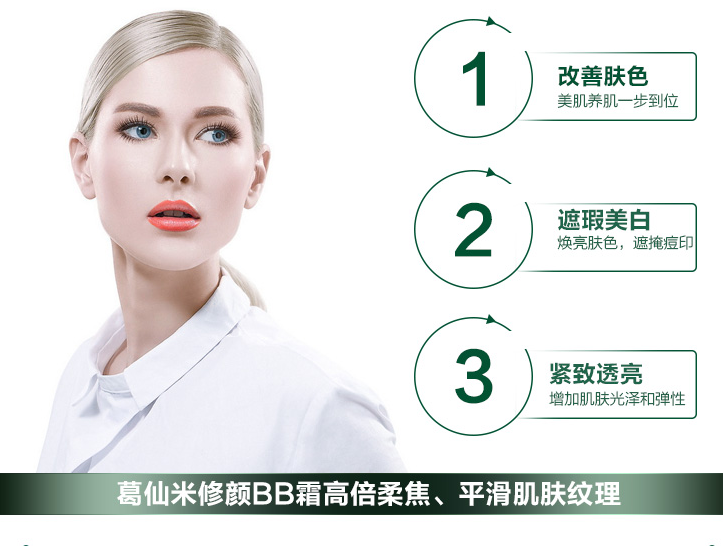 1
改善肤色
美肌养肌一步到位
2
遮瑕美白
焕亮肤色，遮掩痘印
3
紧致透亮
增加肌肤光泽和弹性
葛仙米修颜BB霜高倍柔焦、平滑肌肤纹理